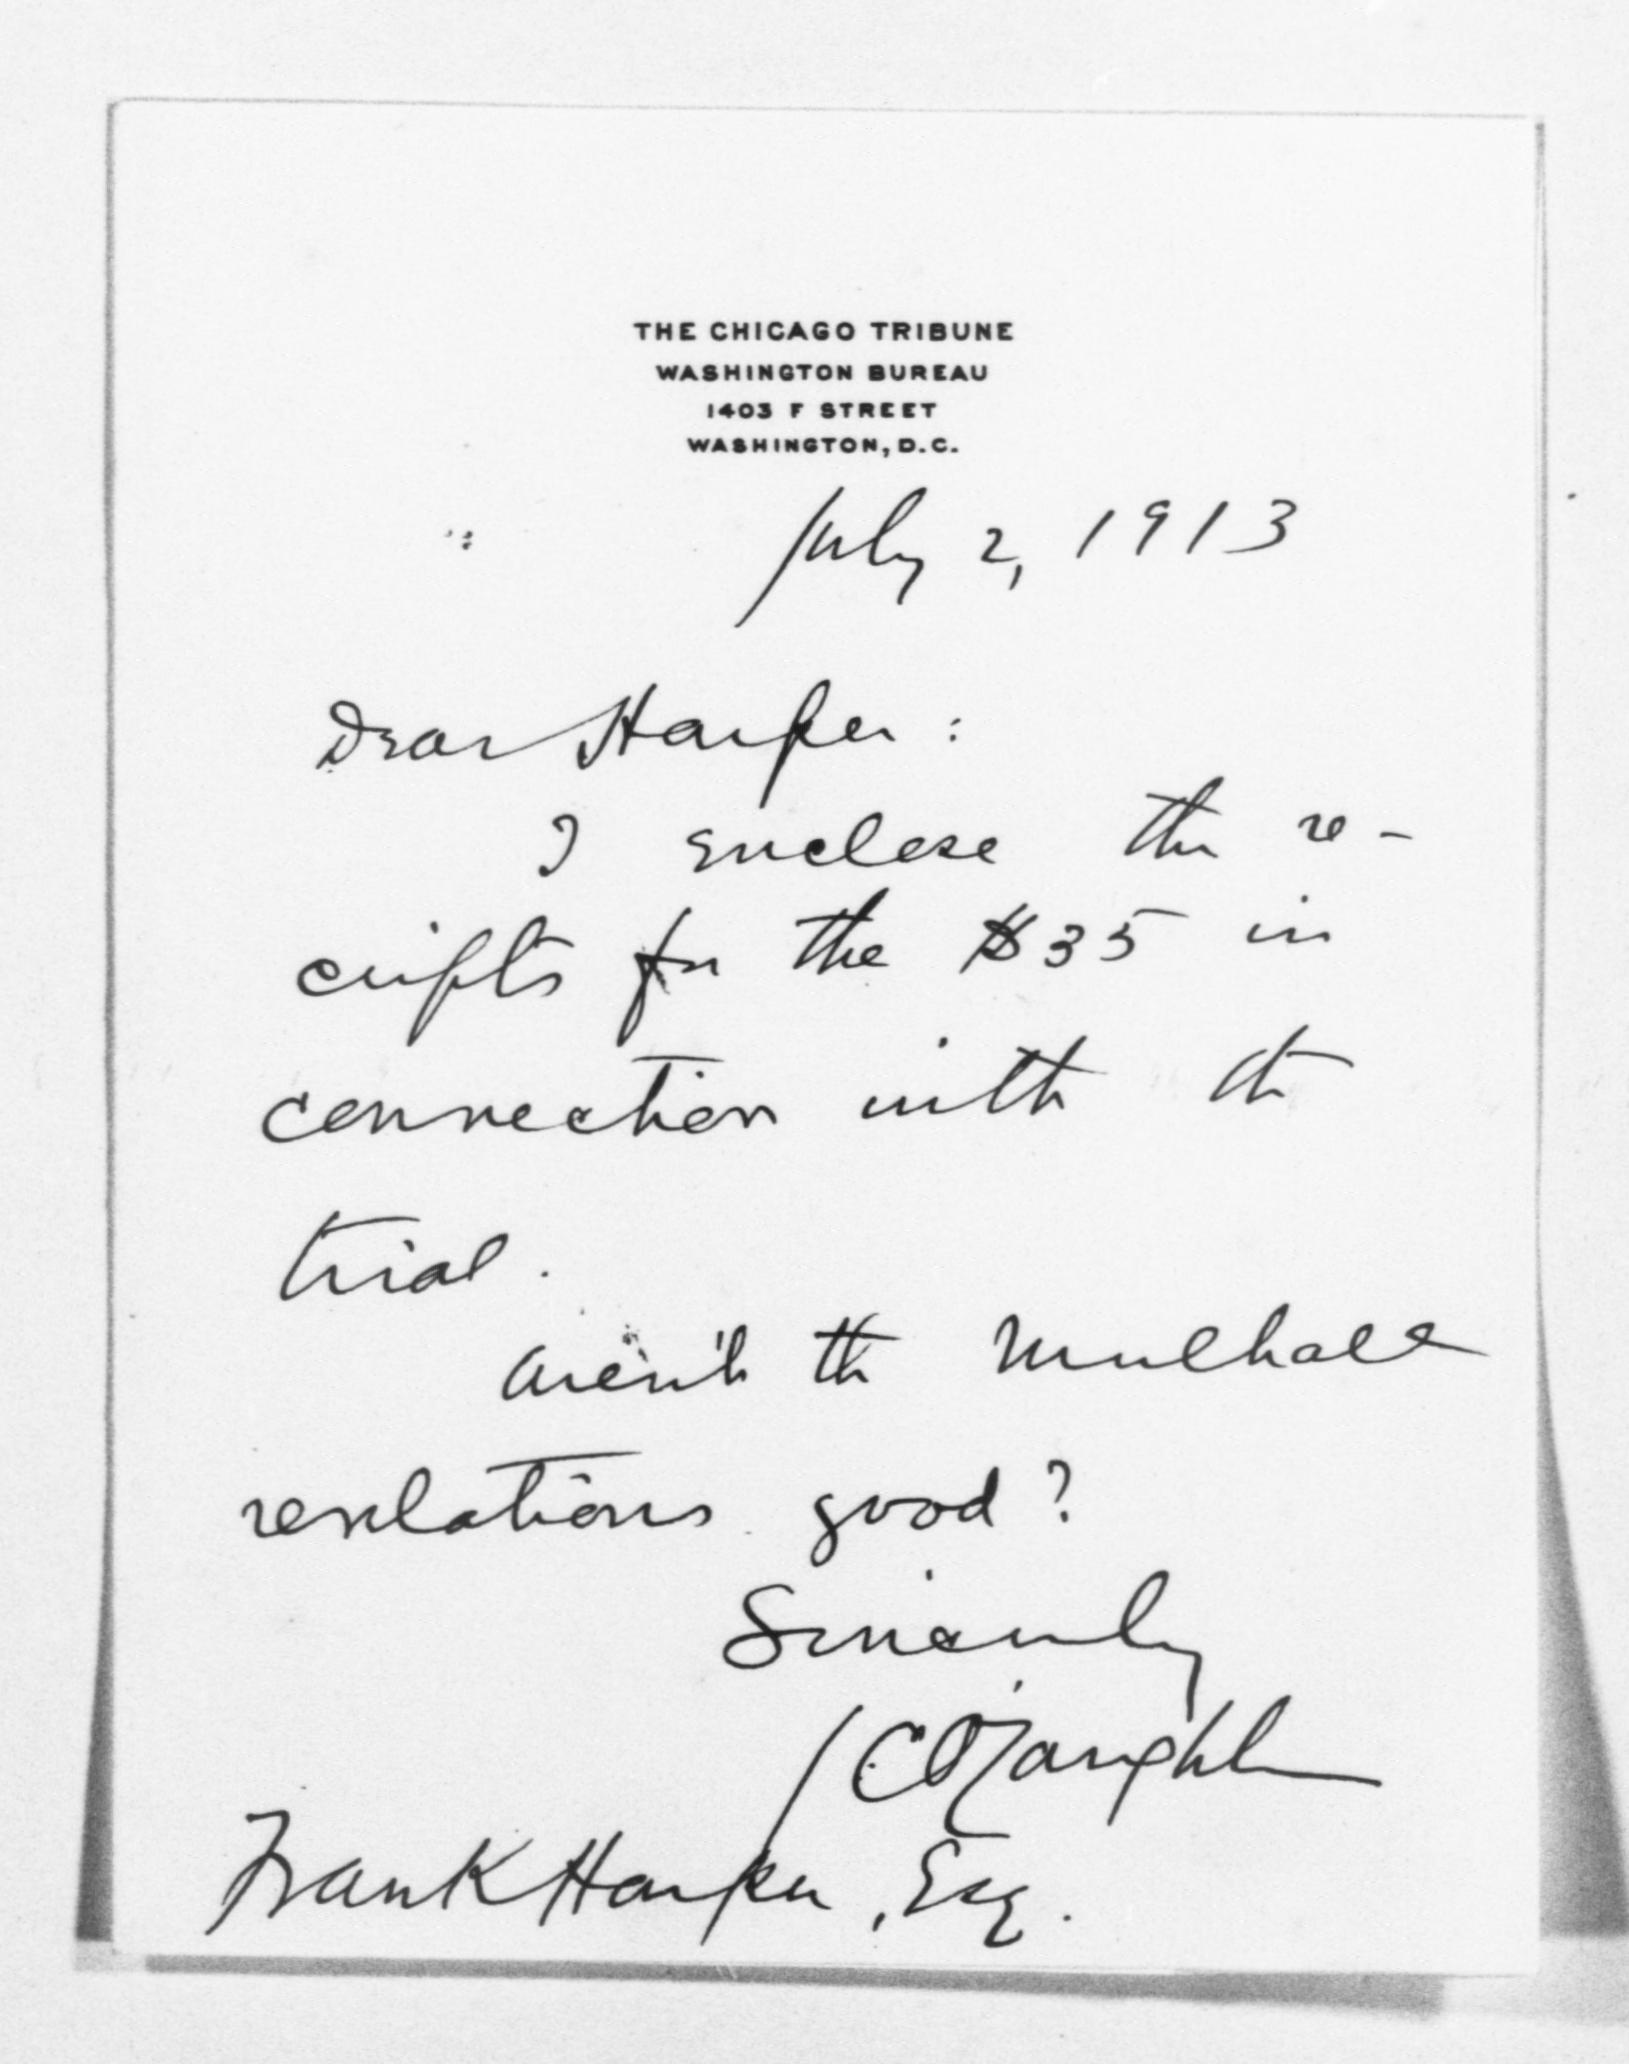 THE CHICAGO TRIBUNE
WASHINGTON BUREAU
1403 F STREET
WASHINGTON, D.C.
July 2, 1913
Dear Harper:
I enclose the re-
ceipts for the $35 in
connection with the
trial.
Aren't the Mulhall
revelations good?
Sincerely
J C O'Laughlin
Frank Harper, Esq.